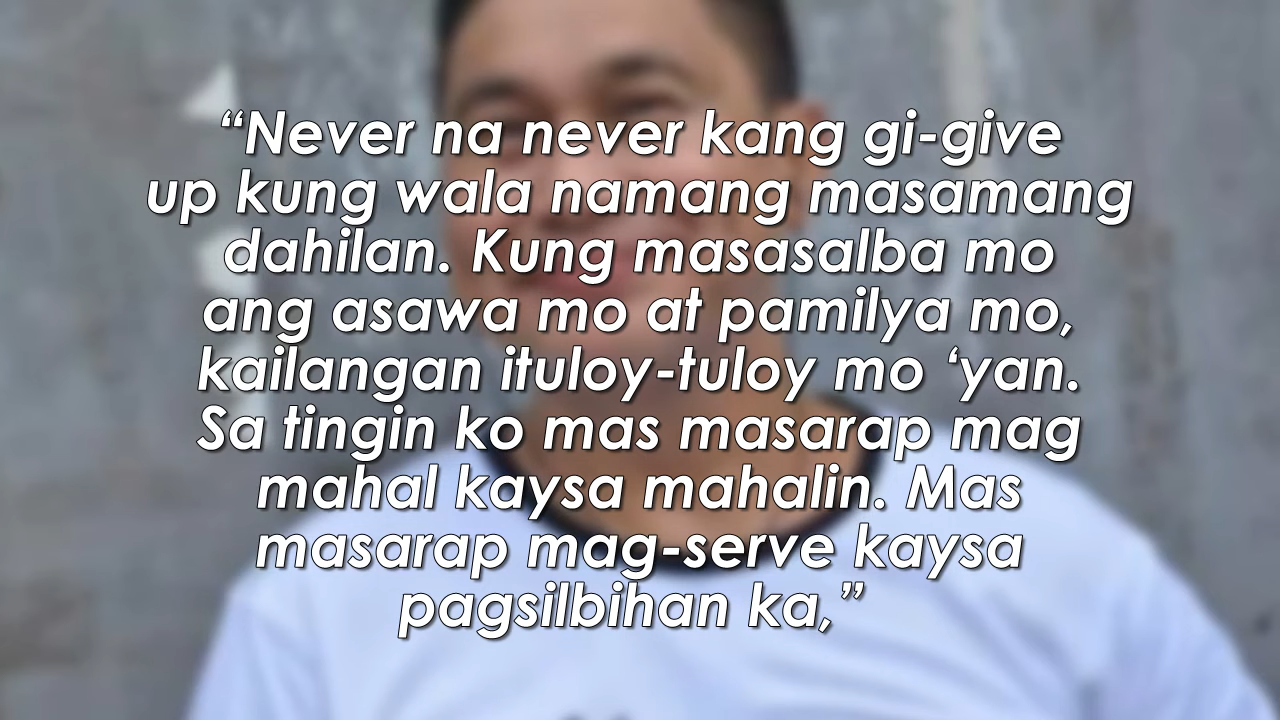 “Never na never kang gi-give
up kung wala namang masamang
dahilan. Kung masasalba mo
ang asawa mo at pamilya mo,
kailangan ituloy-tuloy mo ‘yan.
Sa tingin ko mas masarap mag
mahal kaysa mahalin. Mas
masarap mag-serve kaysa
pagsilbihan ka,”